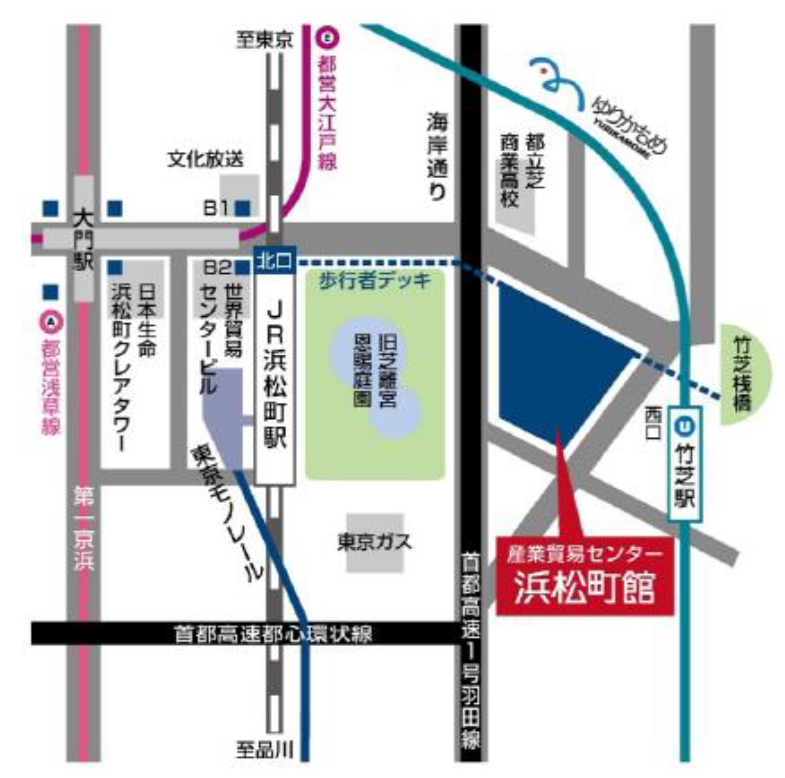 至東京
E
都営大江戸線
海岸通り
ゆりかもめ
YURIKAMOME
都立芝
商業高校
文化放送
B1
大門駅
B2
北口
歩行者デッキ
A
都営浅草線
日本生命
浜松町クレアタワー
世界貿易
センタービル
JR浜松町駅
旧芝離宮
恩賜庭園
竹芝桟橋
西口
U
竹芝駅
東京モノレール
第一京浜
東京ガス
産業貿易センター
浜松町館
首都高速1号羽田線
首都高速都心環状線
至品川